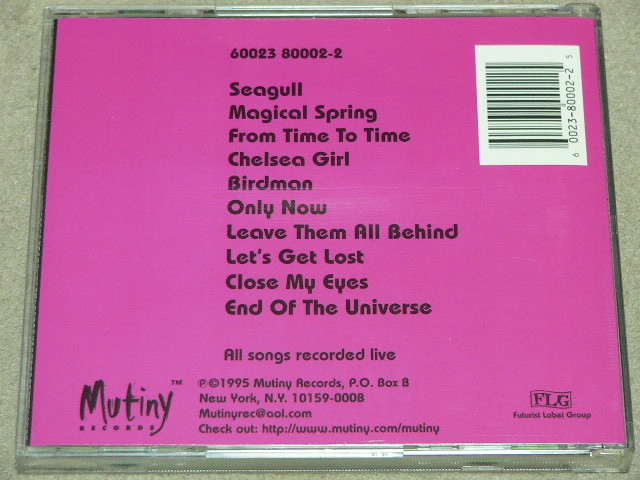 60023 80002-2
6 0023-80002-2 5
Seagull
Magical Spring
From Time To Time
Chelsea Girl
Birdman
Only Now
Leave Them All Behind
Let's Get Lost
Close My Eyes
End Of The Universe
All songs recorded live
Mutiny™
RECORDS
℗©1995 Mutiny Records, P.O. Box B
New York, N.Y. 10159-000B
Mutinyrec@aol.com
Check out: http://www.mutiny.com/mutiny
FLG
Futurist Label Group